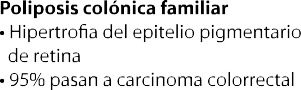 Poliposis colónica familiar
• Hipertrofia del epitelio pigmentario
de retina
• 95% pasan a carcinoma colorrectal